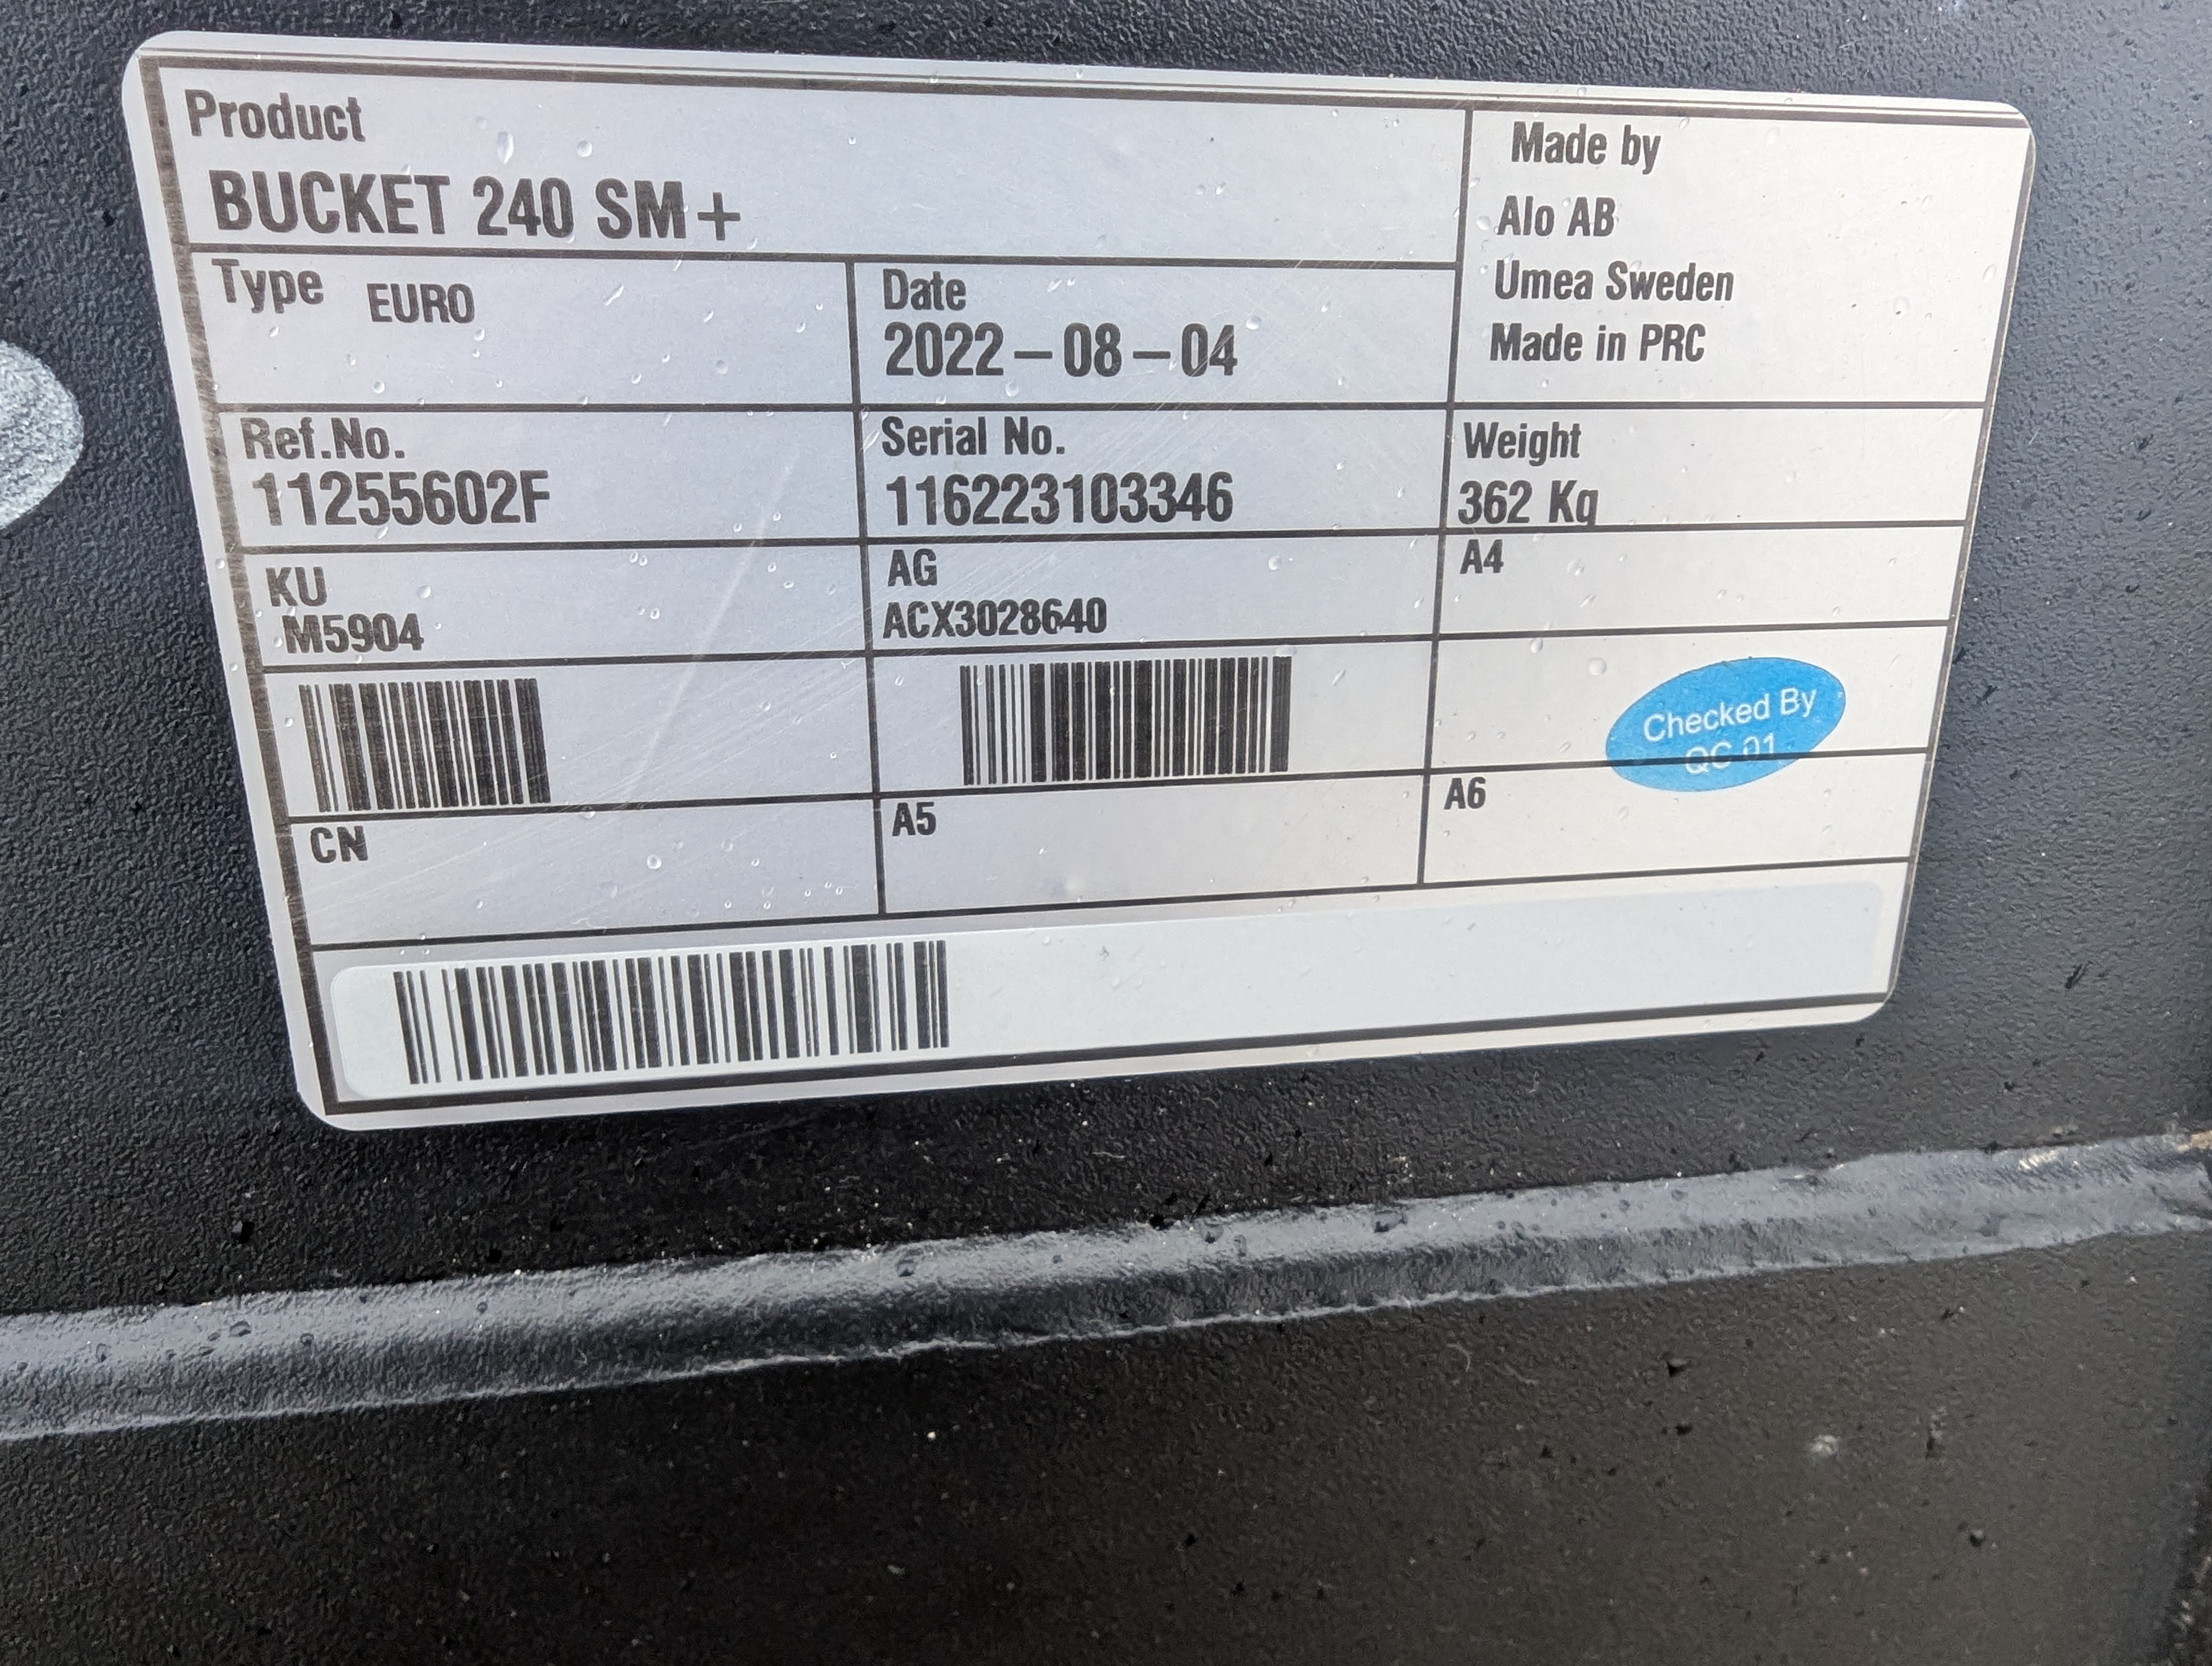 Product
BUCKET 240 SM+
Made by
Alo AB
Umea Sweden
Made in PRC
Type EURO
Date
2022-08-04
Ref.No.
11255602F
Serial No.
116223103346
Weight
362 Kg
KU
M5904
AG
ACX3028640
A4
Checked By
QC 01
CN
A5
A6